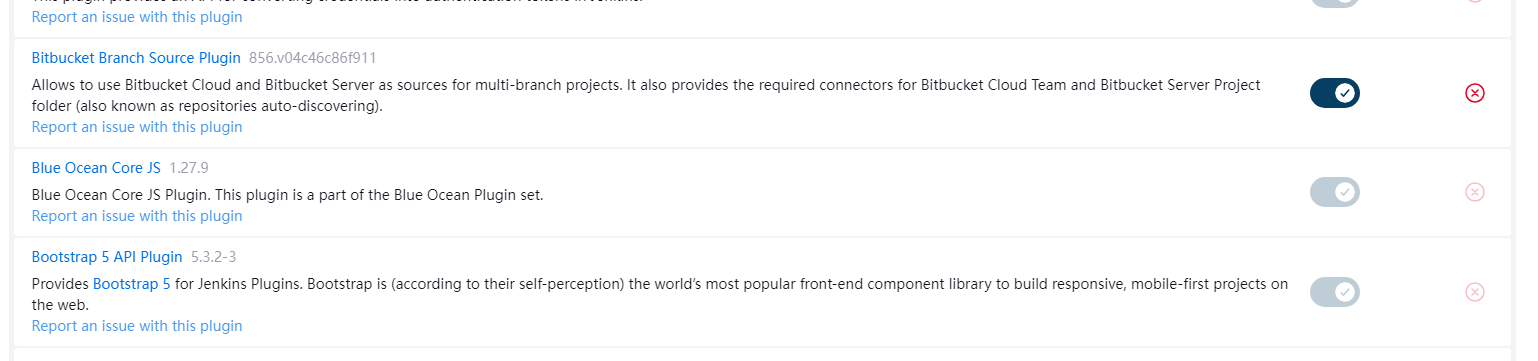 Report an issue with this plugin
Bitbucket Branch Source Plugin 856.v04c46c86f911
Allows to use Bitbucket Cloud and Bitbucket Server as sources for multi-branch projects. It also provides the required connectors for Bitbucket Cloud Team and Bitbucket Server Project
folder (also known as repositories auto-discovering).
Report an issue with this plugin
Blue Ocean Core JS 1.27.9
Blue Ocean Core JS Plugin. This plugin is a part of the Blue Ocean Plugin set.
Report an issue with this plugin
Bootstrap 5 API Plugin 5.3.2-3
Provides Bootstrap 5 for Jenkins Plugins. Bootstrap is (according to their self-perception) the world's most popular front-end component library to build responsive, mobile-first projects on
the web.
Report an issue with this plugin